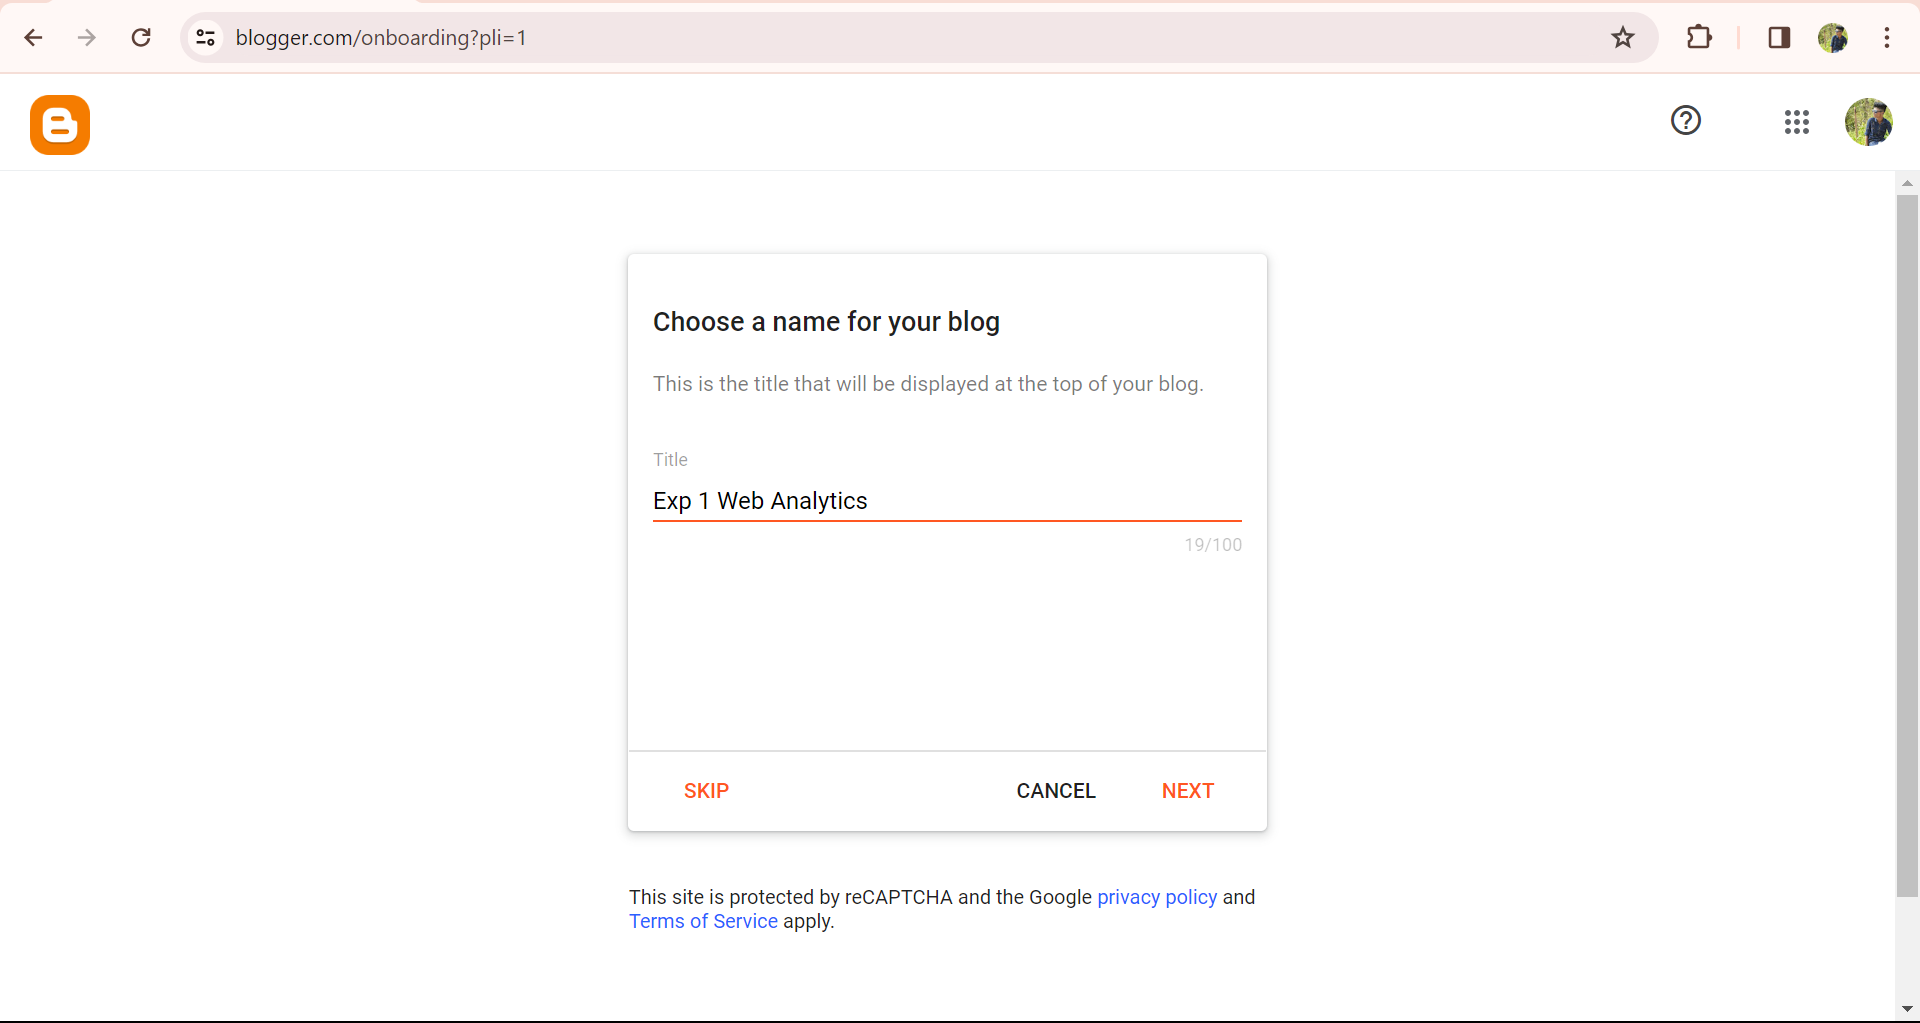 blogger.com/onboarding?pli=1
Choose a name for your blog
This is the title that will be displayed at the top of your blog.
Title
Exp 1 Web Analytics
19/100
SKIP CANCEL NEXT
This site is protected by reCAPTCHA and the Google privacy policy and
Terms of Service apply.